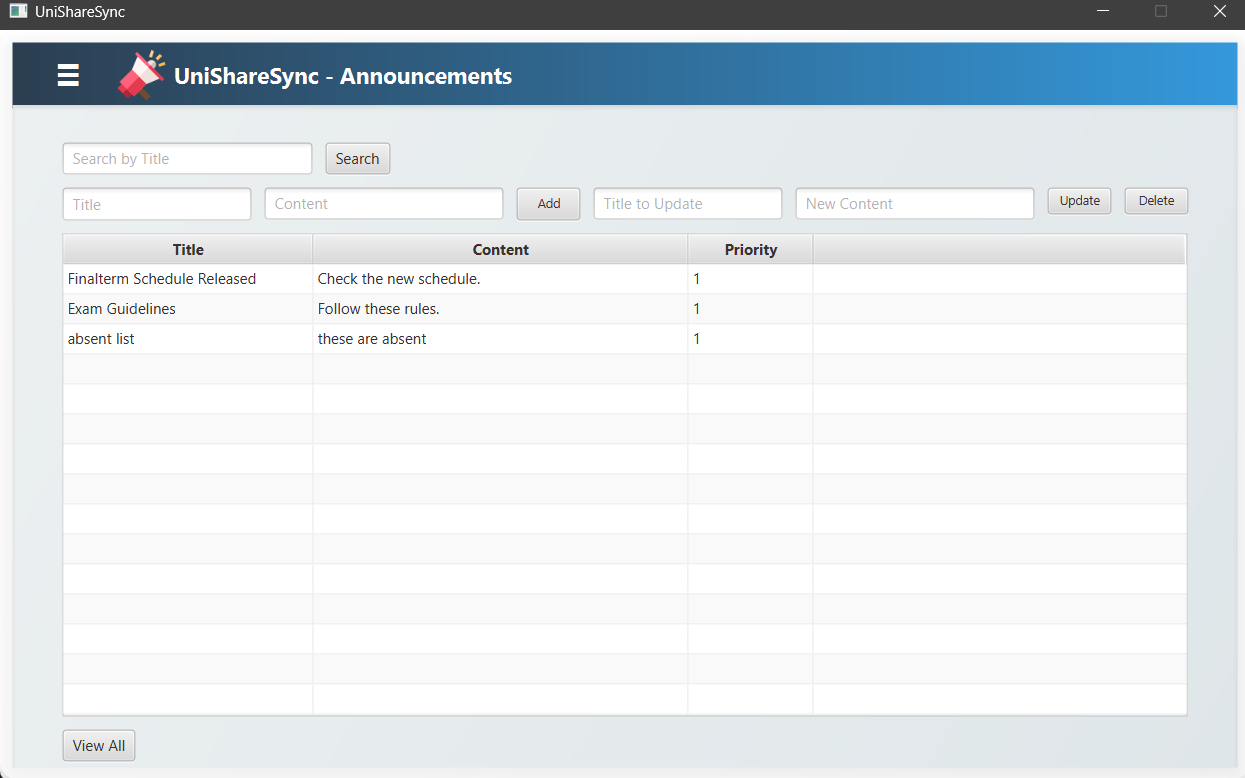 UniShareSync
UniShareSync - Announcements
Search by Title Search
Title Content Add Title to Update New Content Update Delete
Title Content Priority
Finalterm Schedule Released Check the new schedule. 1
Exam Guidelines Follow these rules. 1
absent list these are absent 1
View All